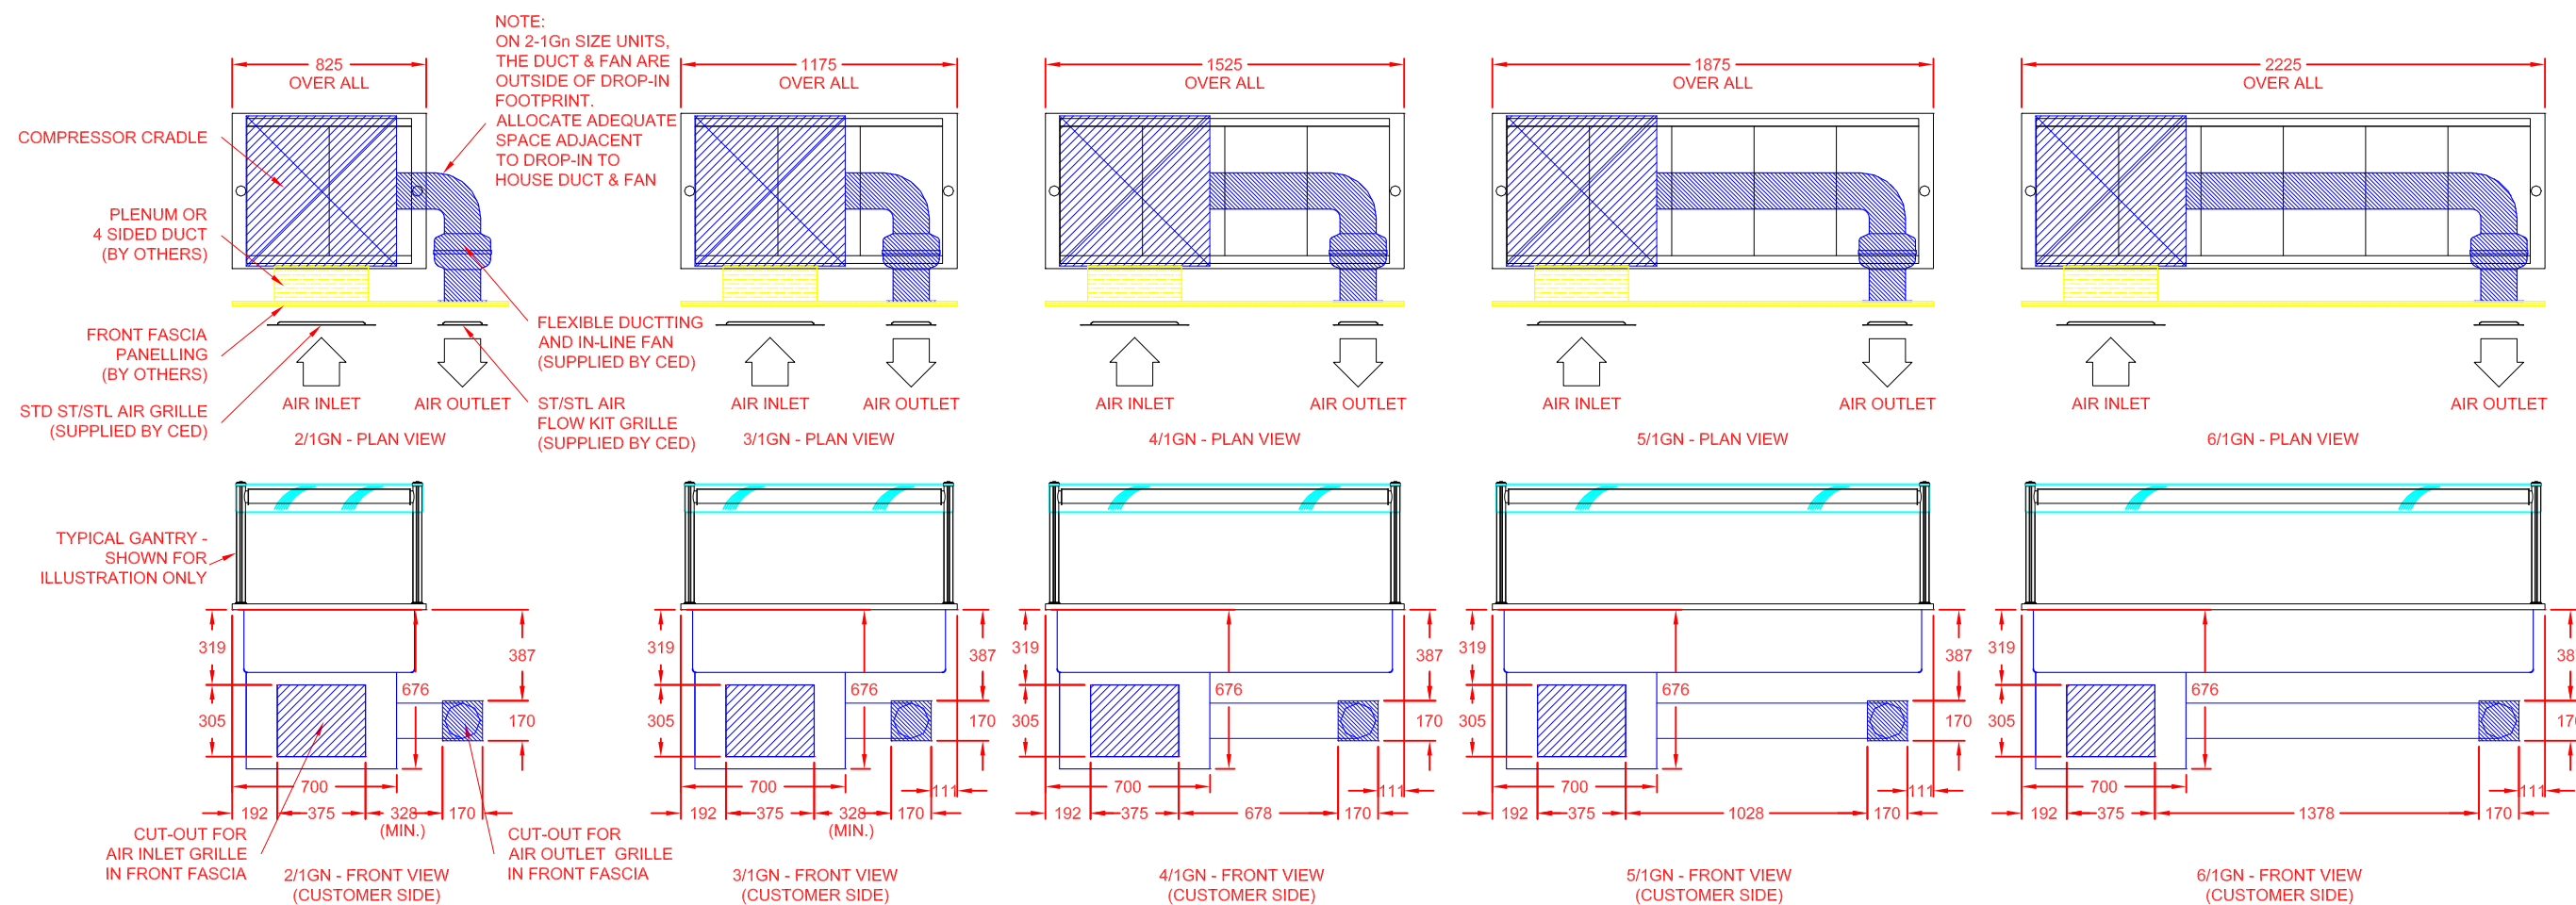 NOTE:
ON 2-1Gn SIZE UNITS,
THE DUCT & FAN ARE
OUTSIDE OF DROP-IN
FOOTPRINT.
ALLOCATE ADEQUATE
SPACE ADJACENT
TO DROP-IN TO
HOUSE DUCT & FAN
825
OVER ALL
1175
OVER ALL
1525
OVER ALL
1875
OVER ALL
2225
OVER ALL
COMPRESSOR CRADLE
PLENUM OR
4 SIDED DUCT
(BY OTHERS)
FRONT FASCIA
PANELLING
(BY OTHERS)
STD ST/STL AIR GRILLE
(SUPPLIED BY CED)
FLEXIBLE DUCTTING
AND IN-LINE FAN
(SUPPLIED BY CED)
ST/STL AIR
FLOW KIT GRILLE
(SUPPLIED BY CED)
AIR INLET
AIR OUTLET
AIR INLET
AIR OUTLET
AIR INLET
AIR OUTLET
AIR INLET
AIR OUTLET
AIR INLET
AIR OUTLET
2/1GN - PLAN VIEW
3/1GN - PLAN VIEW
4/1GN - PLAN VIEW
5/1GN - PLAN VIEW
6/1GN - PLAN VIEW
TYPICAL GANTRY -
SHOWN FOR
ILLUSTRATION ONLY
319
305
676
387
170
700
192
375
328
(MIN.)
170
CUT-OUT FOR
AIR INLET GRILLE
IN FRONT FASCIA
CUT-OUT FOR
AIR OUTLET GRILLE
IN FRONT FASCIA
2/1GN - FRONT VIEW
(CUSTOMER SIDE)
319
305
676
387
170
700
111
192
375
328
(MIN.)
170
3/1GN - FRONT VIEW
(CUSTOMER SIDE)
319
305
676
387
170
700
111
192
375
678
170
4/1GN - FRONT VIEW
(CUSTOMER SIDE)
319
305
676
387
170
700
111
192
375
1028
170
5/1GN - FRONT VIEW
(CUSTOMER SIDE)
319
305
676
700
111
192
375
1378
170
6/1GN - FRONT VIEW
(CUSTOMER SIDE)